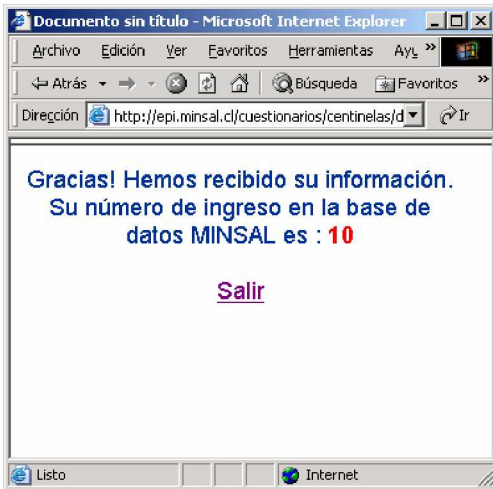 Documento sin título - Microsoft Internet Explorer
Archivo Edición Ver Favoritos Herramientas Ayu »
Atrás Búsqueda Favoritos »
Dirección http://epi.minsal.cl/cuestionarios/centinelas/d Ir
Gracias! Hemos recibido su información.
Su número de ingreso en la base de
datos MINSAL es : 10
Salir
Listo Internet